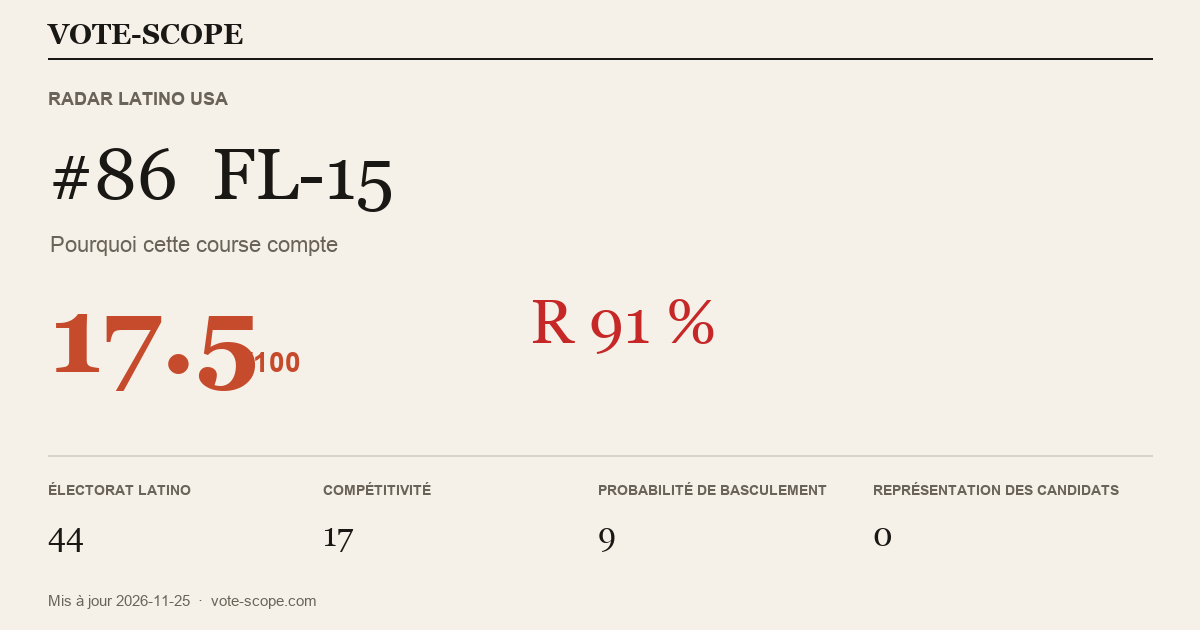 VOTE-SCOPE
RADAR LATINO USA
#86 FL-15
Pourquoi cette course compte
17.5/100
R 91 %
ÉLECTORAT LATINO
COMPÉTITIVITÉ
PROBABILITÉ DE BASCULEMENT
REPRÉSENTATION DES CANDIDATS
44
17
9
0
Mis à jour 2026-11-25 · vote-scope.com